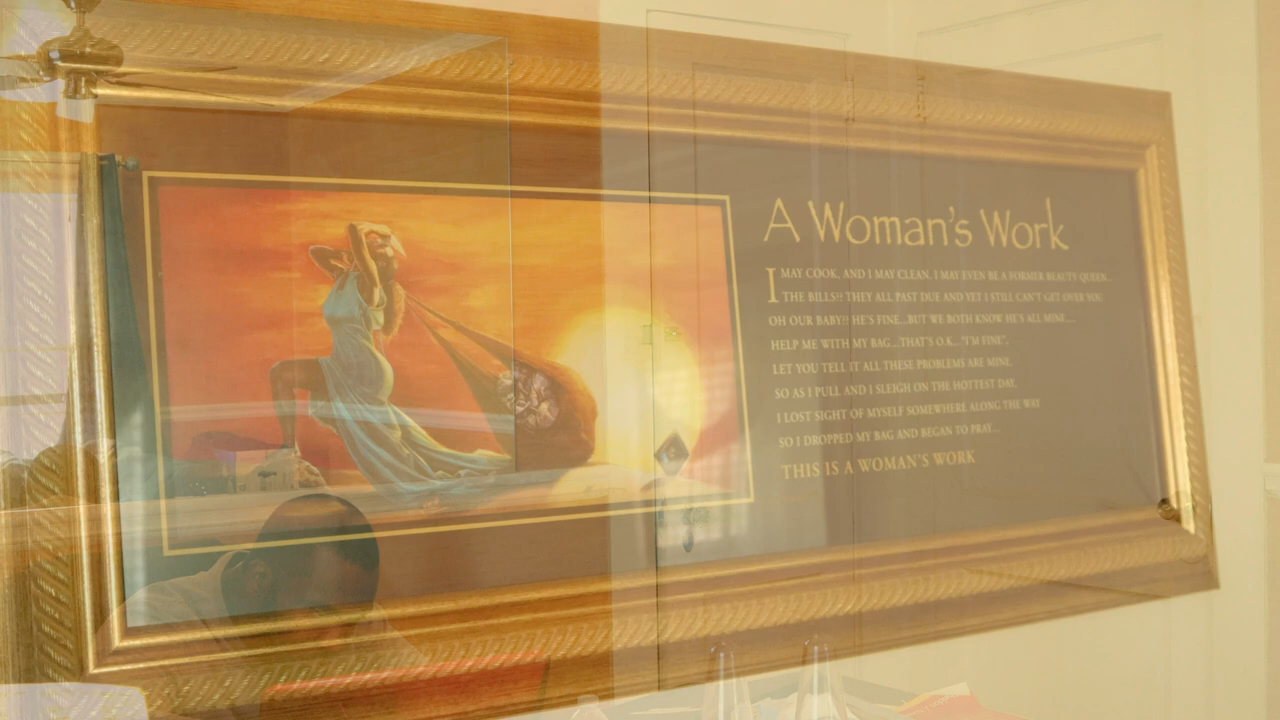 A Woman's Work
I MAY COOK, AND I MAY CLEAN, I MAY EVEN BE A FORMER BEAUTY QUEEN...
THE BILLS?! THEY ALL PAST DUE AND YET I STILL CAN'T GET OVER YOU.
OH OUR BABY?! HE'S FINE...BUT WE BOTH KNOW HE'S ALL MINE....
HELP ME WITH MY BAG....THAT'S O.K...."I'M FINE".
LET YOU TELL IT ALL THESE PROBLEMS ARE MINE.
SO AS I PULL AND I SLEIGH ON THE HOTTEST DAY,
I LOST SIGHT OF MYSELF SOMEWHERE ALONG THE WAY
SO I DROPPED MY BAG AND BEGAN TO PRAY...
THIS IS A WOMAN'S WORK